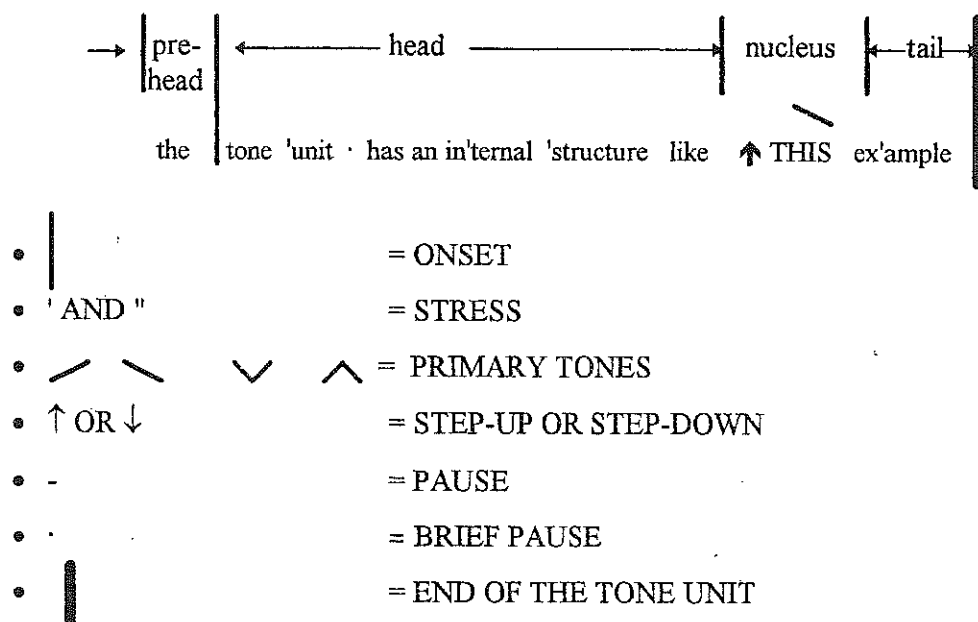 pre- head nucleus tail
head
the tone 'unit · has an in'ternal 'structure like ↑ THIS ex'ample
• | = ONSET
• ' AND " = STRESS
• ⟋ ⟍ ∨ ∧ = PRIMARY TONES
• ↑ OR ↓ = STEP-UP OR STEP-DOWN
• - = PAUSE
• · = BRIEF PAUSE
• | = END OF THE TONE UNIT